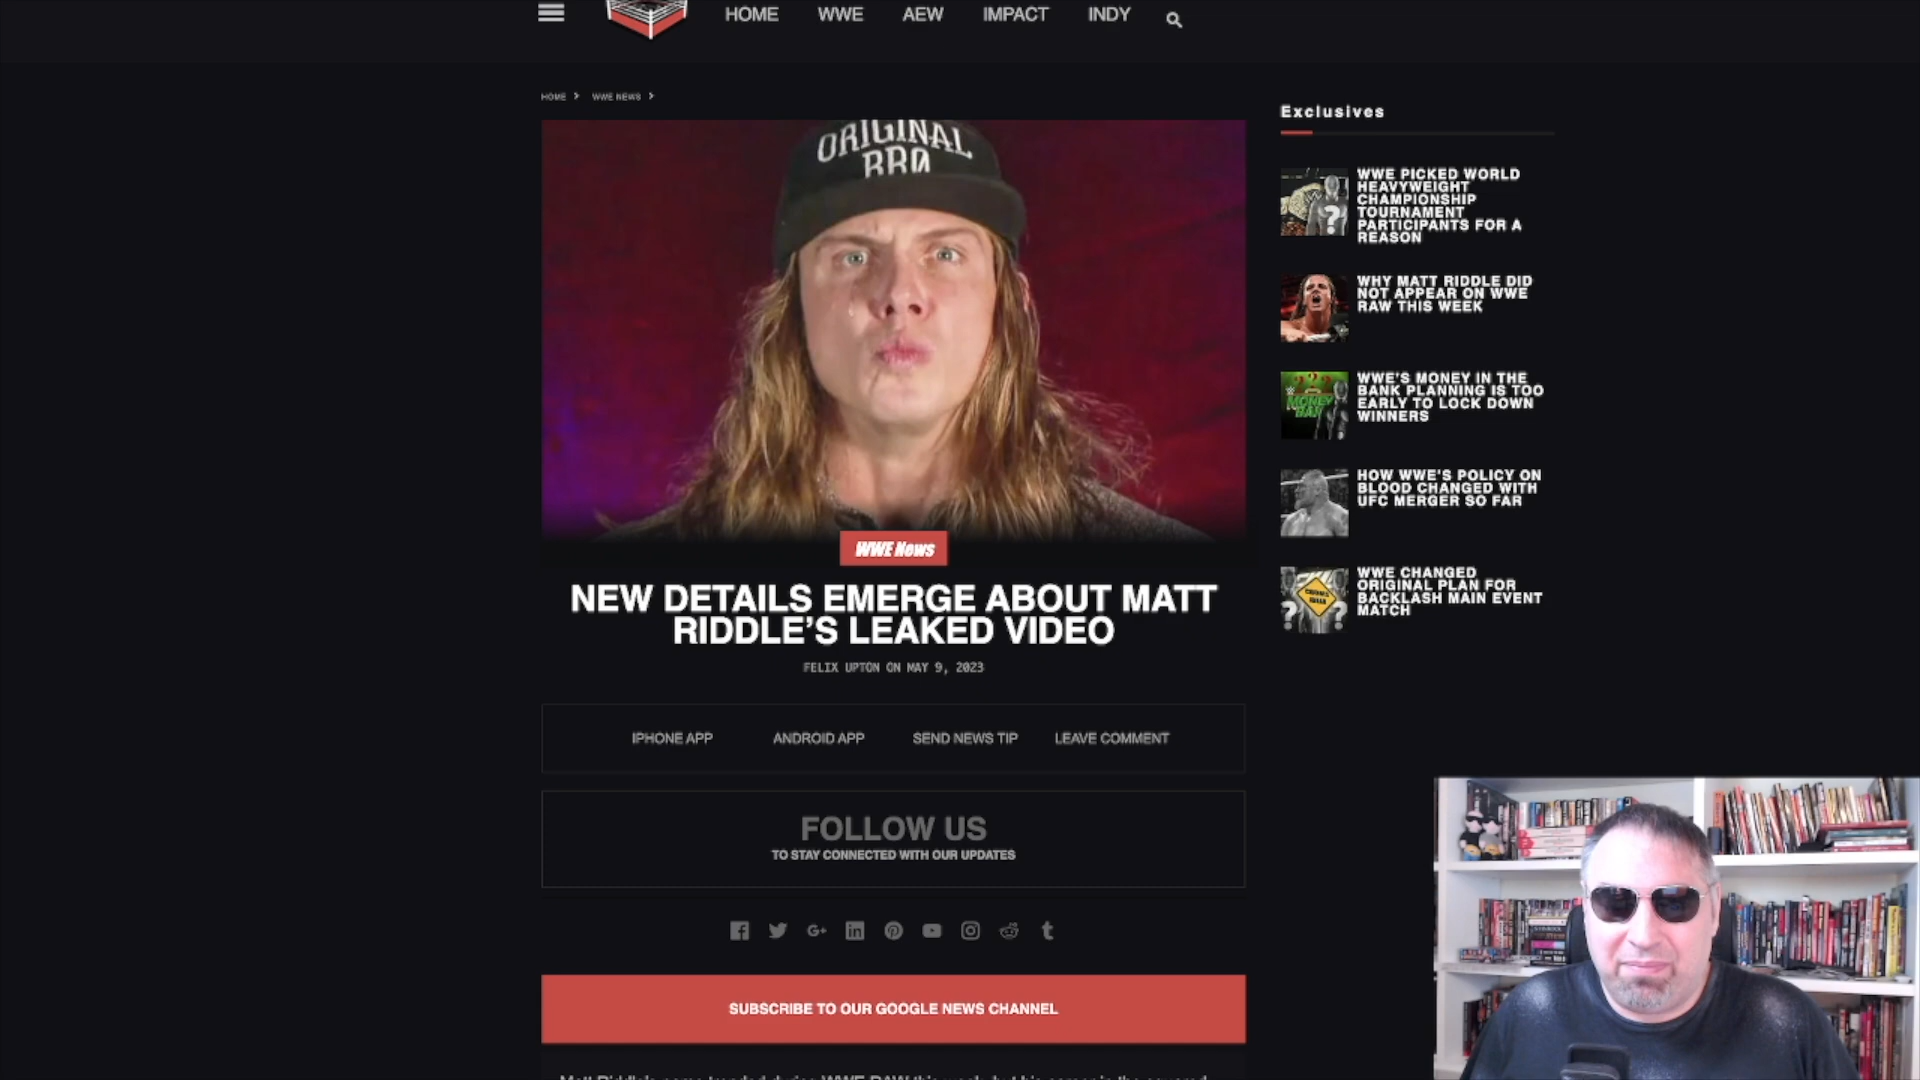 HOME
WWE
AEW
IMPACT
INDY
HOME
WWE NEWS
ORIGINAL
BRO
WWE News
NEW DETAILS EMERGE ABOUT MATT
RIDDLE'S LEAKED VIDEO
FELIX UPTON ON MAY 9, 2023
IPHONE APP
ANDROID APP
SEND NEWS TIP
LEAVE COMMENT
FOLLOW US
TO STAY CONNECTED WITH OUR UPDATES
SUBSCRIBE TO OUR GOOGLE NEWS CHANNEL
Exclusives
WWE PICKED WORLD
HEAVYWEIGHT
CHAMPIONSHIP
TOURNAMENT
PARTICIPANTS FOR A
REASON
WHY MATT RIDDLE DID
NOT APPEAR ON WWE
RAW THIS WEEK
MONEY
WWE'S MONEY IN THE
BANK PLANNING IS TOO
EARLY TO LOCK DOWN
WINNERS
HOW WWE'S POLICY ON
BLOOD CHANGED WITH
UFC MERGER SO FAR
WWE CHANGED
ORIGINAL PLAN FOR
BACKLASH MAIN EVENT
MATCH